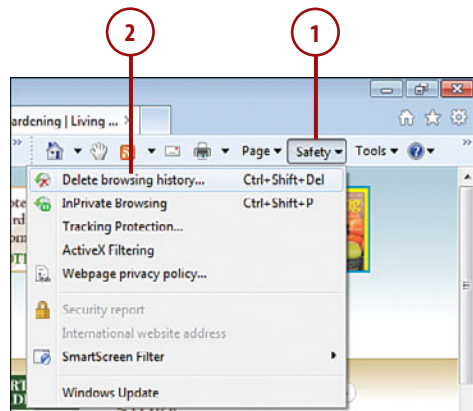 2 1
ardening | Living ...
Page Safety Tools
Delete browsing history... Ctrl+Shift+Del
InPrivate Browsing Ctrl+Shift+P
Tracking Protection...
ActiveX Filtering
Webpage privacy policy...
Security report
International website address
SmartScreen Filter
Windows Update